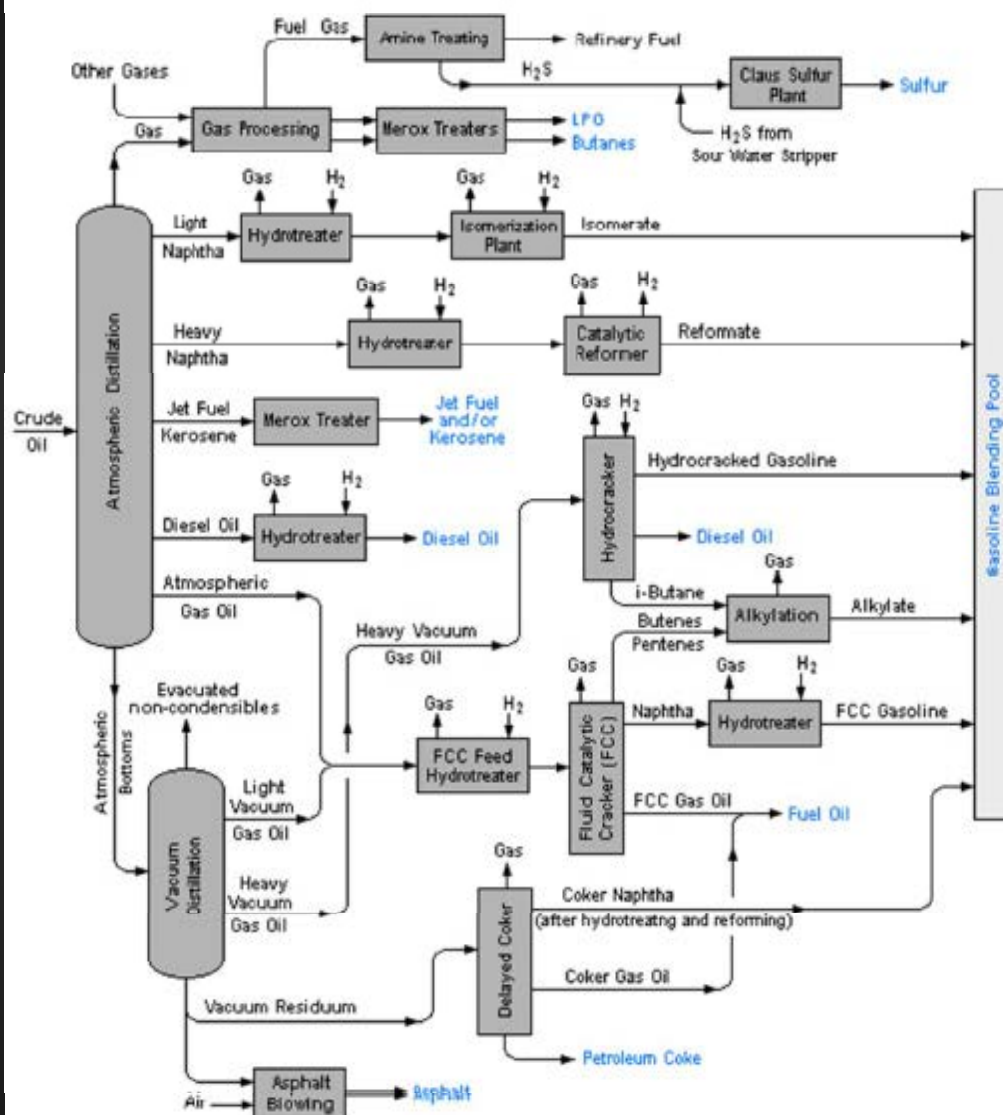 Fuel Gas
Amine Treating
Refinery Fuel
Other Gases
H2S
Claus Sulfur
Plant
Sulfur
Gas
Gas Processing
Merox Treaters
LPG
Butanes
H2S from
Sour Water Stripper
Gas
H2
Gas
H2
Light
Naphtha
Hydrotreater
Isomerization
Plant
Isomerate
Gas
H2
Gas
H2
Heavy
Naphtha
Hydrotreater
Catalytic
Reformer
Reformate
Atmospheric Distillation
Crude
Oil
Jet Fuel
Kerosene
Merox Treater
Jet Fuel
and/or
Kerosene
Gas
H2
Hydrocracker
Hydrocracked Gasoline
Gasoline Blending Pool
Gas
H2
Diesel Oil
Hydrotreater
Diesel Oil
Diesel Oil
Atmospheric
Gas Oil
i-Butane
Gas
Alkylation
Alkylate
Butenes
Pentenes
Heavy Vacuum
Gas Oil
Evacuated
non-condensibles
Atmospheric
Bottoms
Gas
H2
FCC Feed
Hydrotreater
Gas
Fluid Catalytic
Cracker (FCC)
Naphtha
Gas
H2
Hydrotreater
FCC Gasoline
Light
Vacuum
Gas Oil
FCC Gas Oil
Fuel Oil
Vacuum
Distillation
Heavy
Vacuum
Gas Oil
Gas
Delayed Coker
Coker Naphtha
(after hydrotreatng and reforming)
Coker Gas Oil
Vacuum Residuum
Petroleum Coke
Air
Asphalt
Blowing
Asphalt